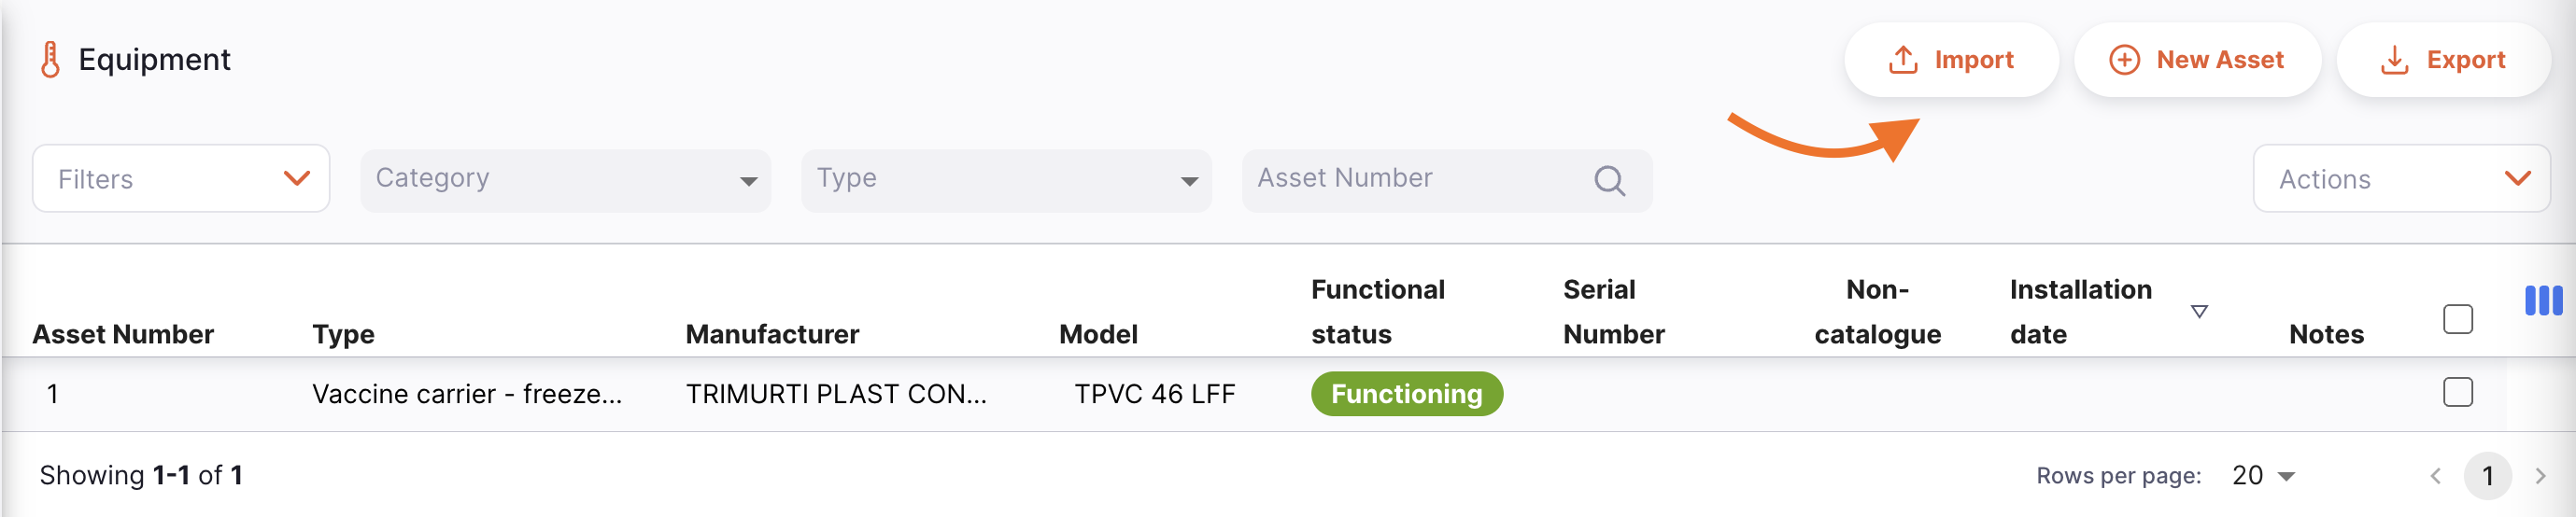 Equipment
Import
New Asset
Export
Filters
Category
Type
Asset Number
Actions
Asset Number
Type
Manufacturer
Model
Functional
status
Serial
Number
Non-
catalogue
Installation
date
Notes
1
Vaccine carrier - freeze...
TRIMURTI PLAST CON...
TPVC 46 LFF
Functioning
Showing 1-1 of 1
Rows per page: 20
1